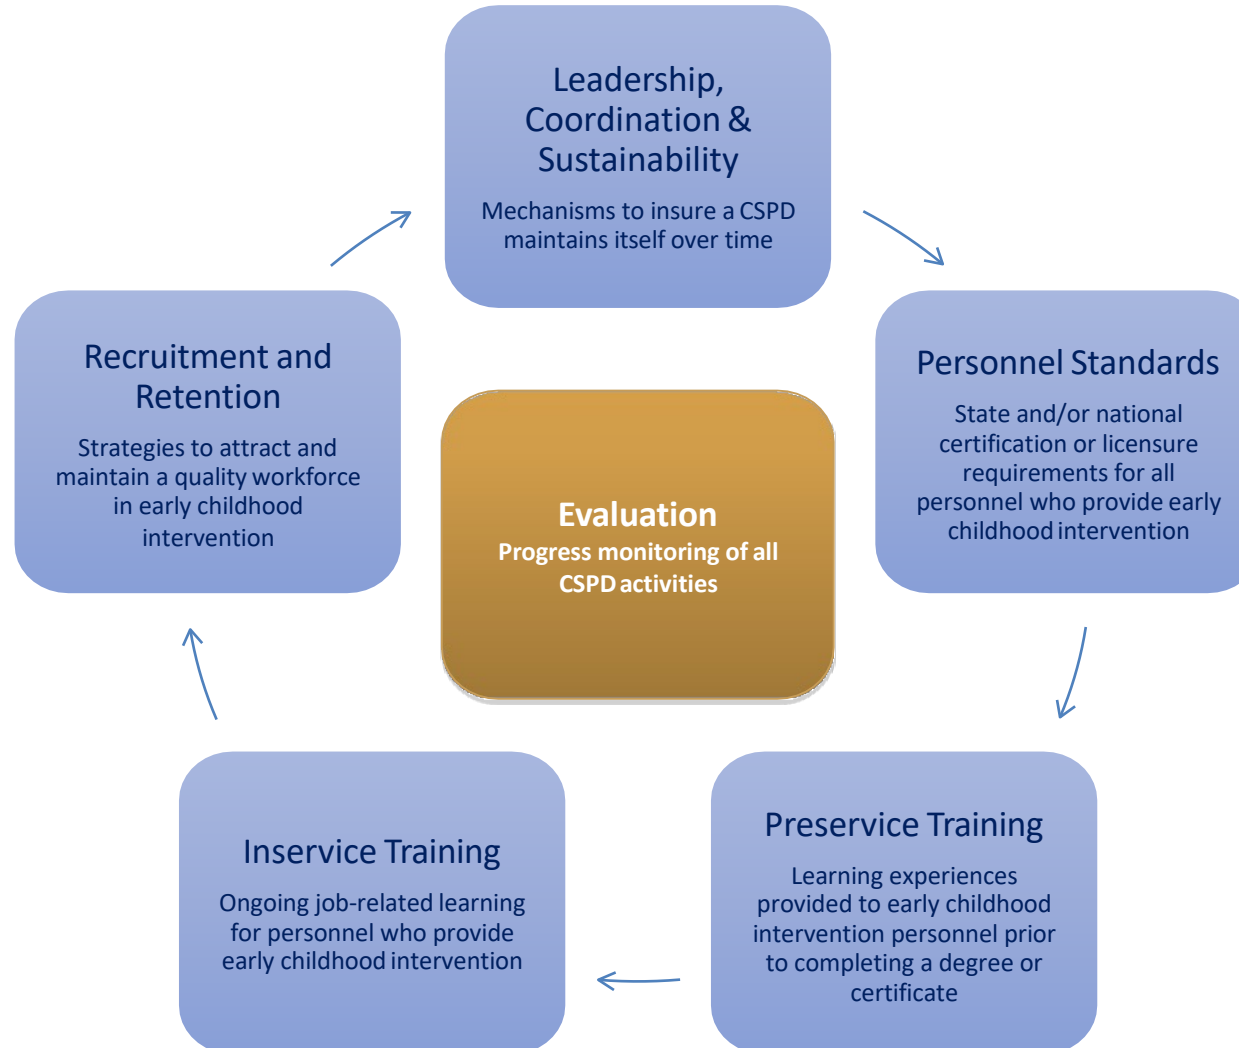 Leadership,
Coordination &
Sustainability
Mechanisms to insure a CSPD
maintains itself over time
Recruitment and
Retention
Strategies to attract and
maintain a quality workforce
in early childhood
intervention
Personnel Standards
State and/or national
certification or licensure
requirements for all
personnel who provide early
childhood intervention
Evaluation
Progress monitoring of all
CSPD activities
Inservice Training
Ongoing job-related learning
for personnel who provide
early childhood intervention
Preservice Training
Learning experiences
provided to early childhood
intervention personnel prior
to completing a degree or
certificate